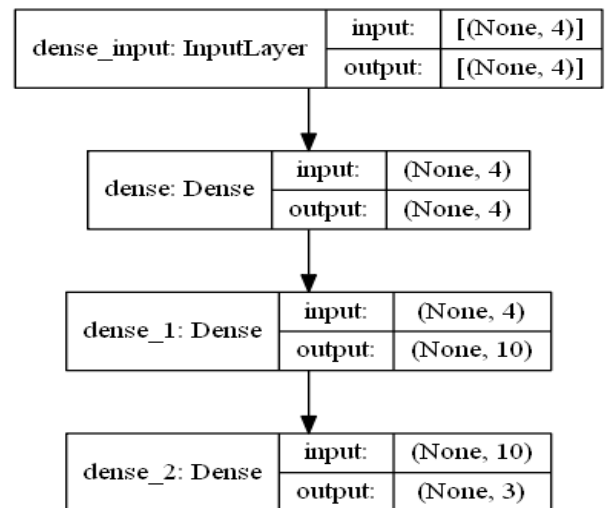 dense_input: InputLayer
input: [(None, 4)]
output: [(None, 4)]
dense: Dense
input: (None, 4)
output: (None, 4)
dense_1: Dense
input: (None, 4)
output: (None, 10)
dense_2: Dense
input: (None, 10)
output: (None, 3)